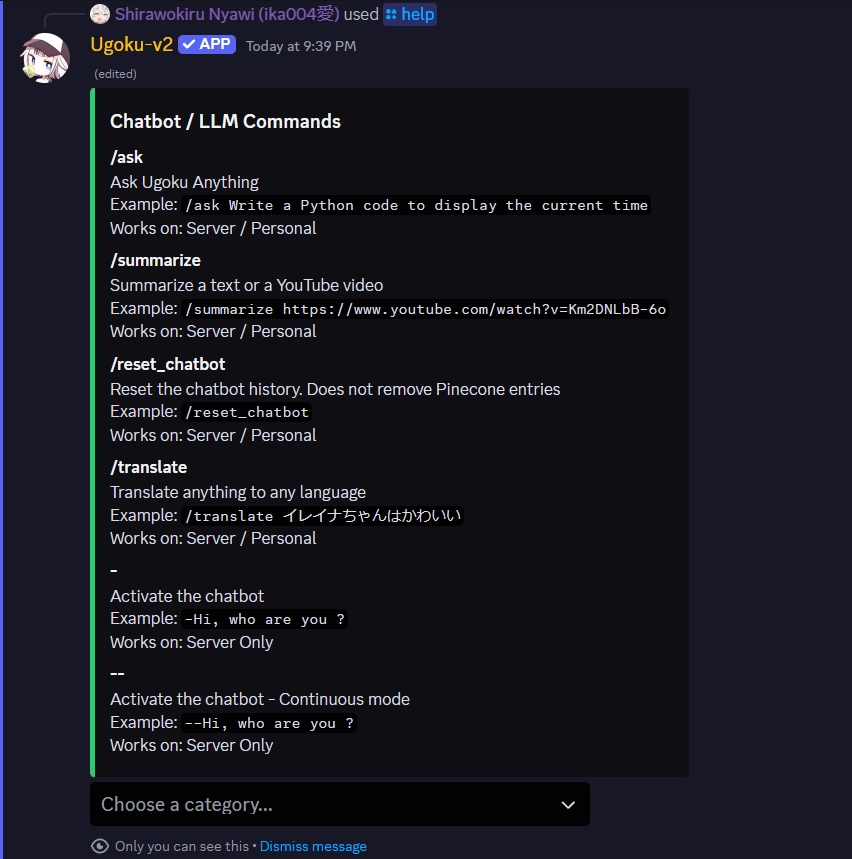 Shirawokiru Nyawi (ika004愛) used help
Ugoku-v2 APP Today at 9:39 PM
(edited)
Chatbot / LLM Commands
/ask
Ask Ugoku Anything
Example: /ask Write a Python code to display the current time
Works on: Server / Personal
/summarize
Summarize a text or a YouTube video
Example: /summarize https://www.youtube.com/watch?v=Km2DNLbB-6o
Works on: Server / Personal
/reset_chatbot
Reset the chatbot history. Does not remove Pinecone entries
Example: /reset_chatbot
Works on: Server / Personal
/translate
Translate anything to any language
Example: /translate イレイナちゃんはかわいい
Works on: Server / Personal
-
Activate the chatbot
Example: -Hi, who are you ?
Works on: Server Only
--
Activate the chatbot - Continuous mode
Example: --Hi, who are you ?
Works on: Server Only
Choose a category...
Only you can see this • Dismiss message